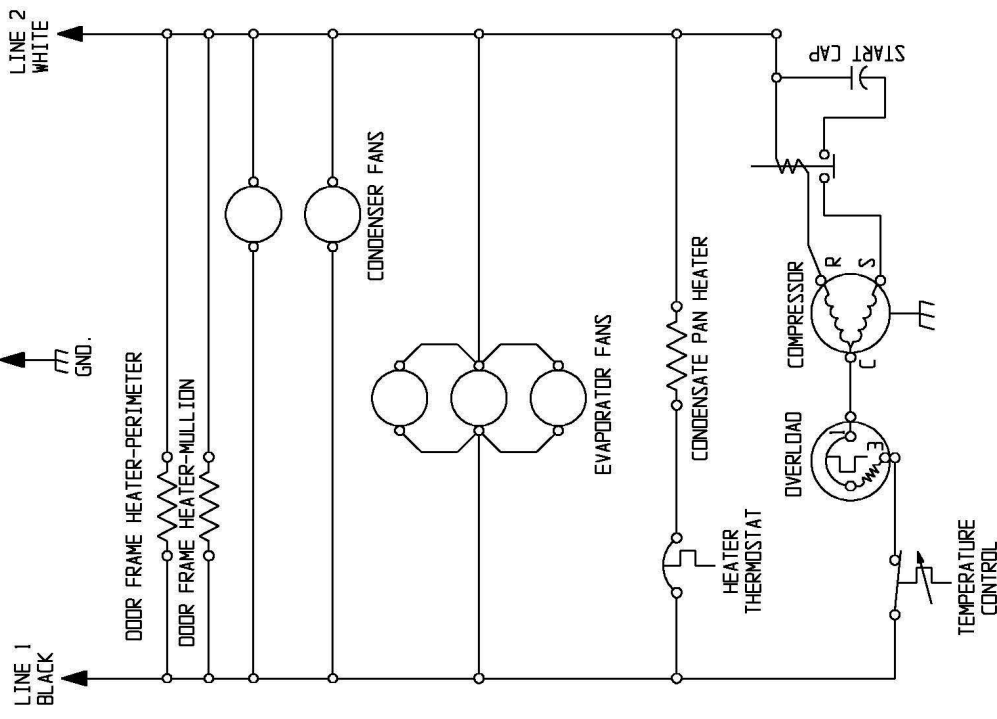 LINE 1
BLACK
GND.
LINE 2
WHITE
DOOR FRAME HEATER-PERIMETER
DOOR FRAME HEATER-MULLION
CONDENSER FANS
EVAPORATOR FANS
CONDENSATE PAN HEATER
HEATER
THERMOSTAT
OVERLOAD
1
3
COMPRESSOR
C
R
S
START CAP
TEMPERATURE
CONTROL